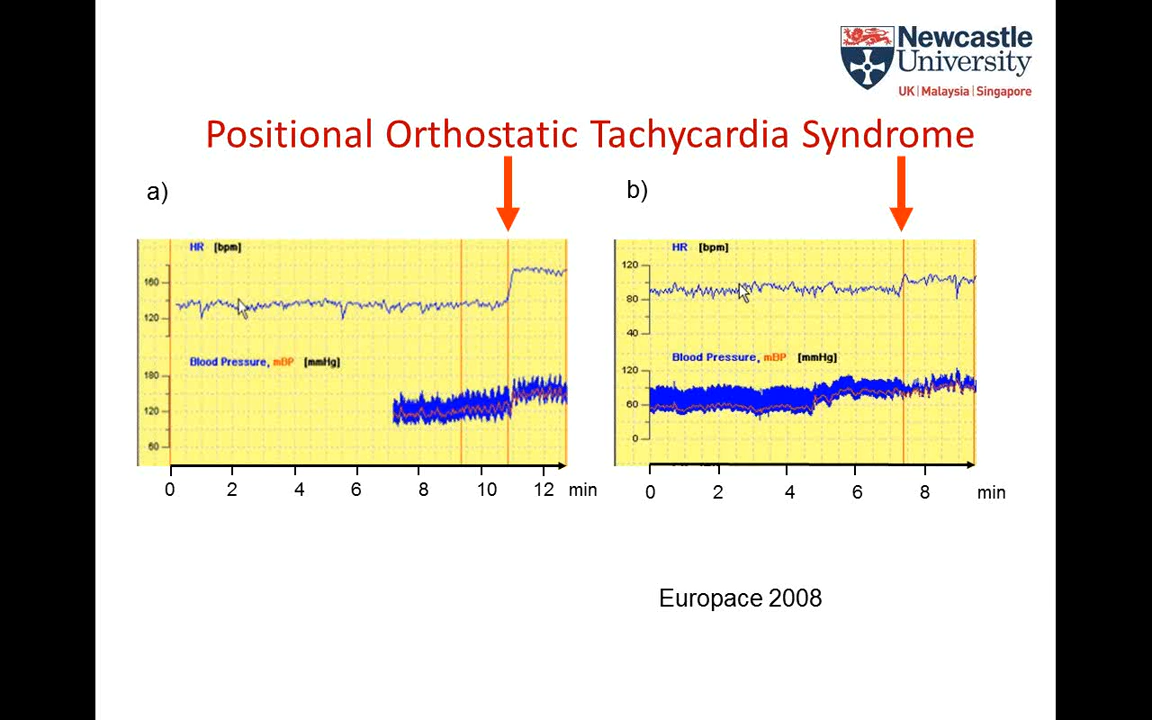 Newcastle
University
UK | Malaysia | Singapore
Positional Orthostatic Tachycardia Syndrome
a)
HR [bpm]
160
120
Blood Pressure, mBP [mmHg]
180
120
60
0 2 4 6 8 10 12 min
b)
HR [bpm]
120
80
40
Blood Pressure, mBP [mmHg]
120
60
0
0 2 4 6 8 min
Europace 2008